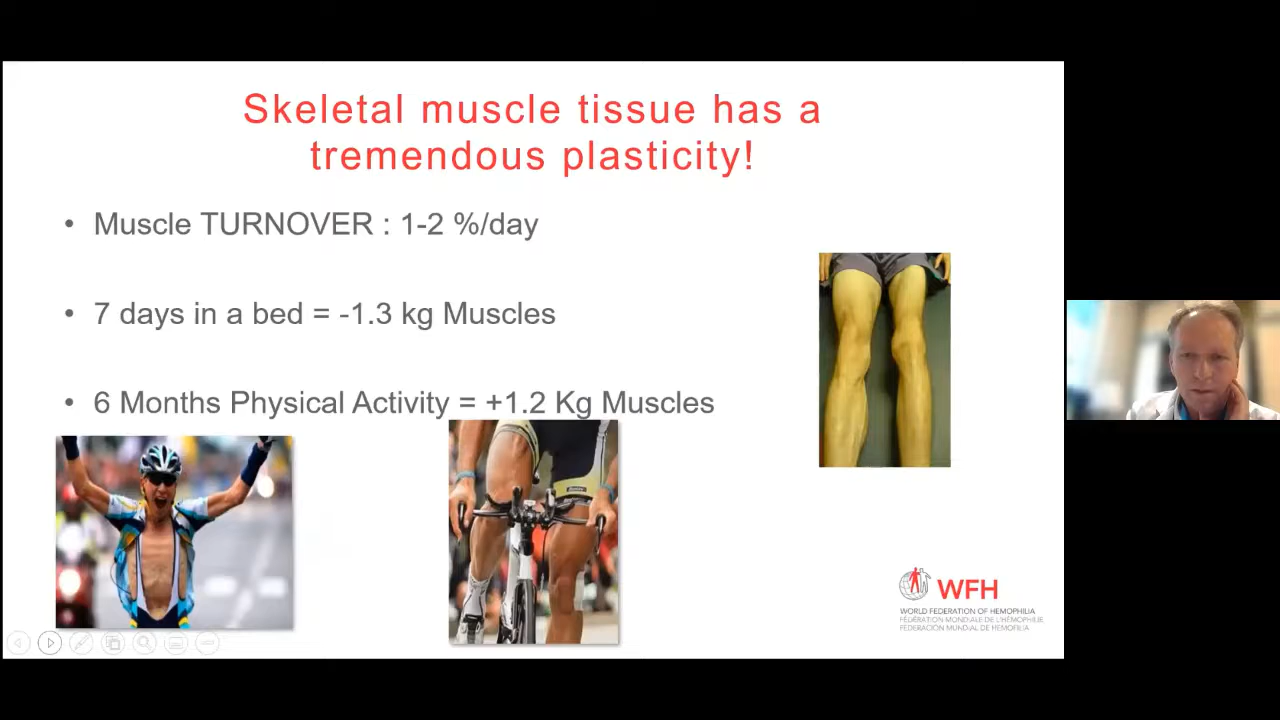 Skeletal muscle tissue has a
tremendous plasticity!
• Muscle TURNOVER : 1-2 %/day
• 7 days in a bed = -1.3 kg Muscles
• 6 Months Physical Activity = +1.2 Kg Muscles
WFH
WORLD FEDERATION OF HEMOPHILIA
FÉDÉRATION MONDIALE DE L'HÉMOPHILIE
FEDERACIÓN MUNDIAL DE HEMOFILIA